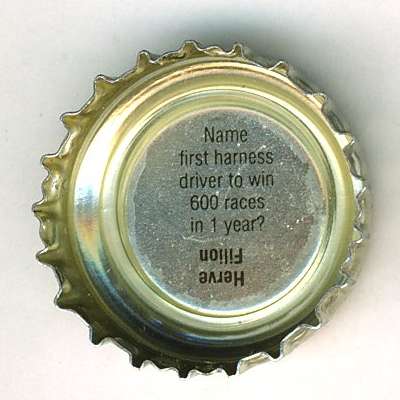 Name
first harness
driver to win
600 races
in 1 year?
Herve
Filion